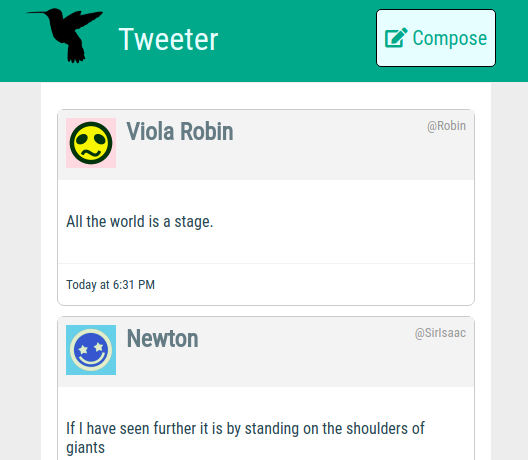 Tweeter
Compose
Viola Robin
@Robin
All the world is a stage.
Today at 6:31 PM
Newton
@SirIsaac
If I have seen further it is by standing on the shoulders of
giants